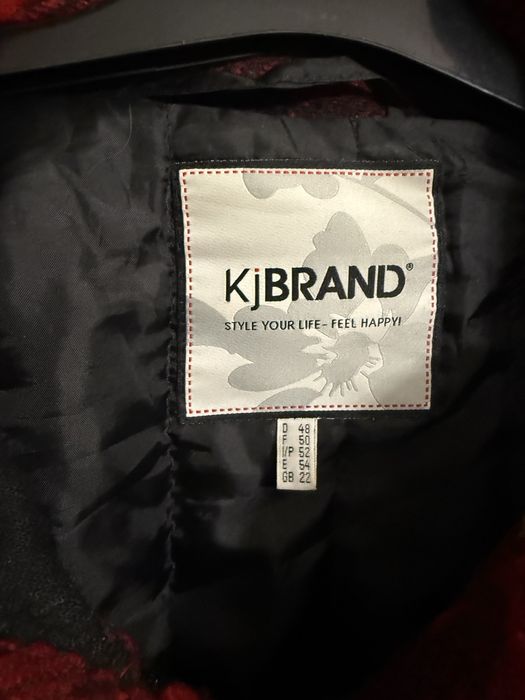 KjBRAND®
STYLE YOUR LIFE - FEEL HAPPY!
D 48
F 50
I/P 52
E 54
GB 22